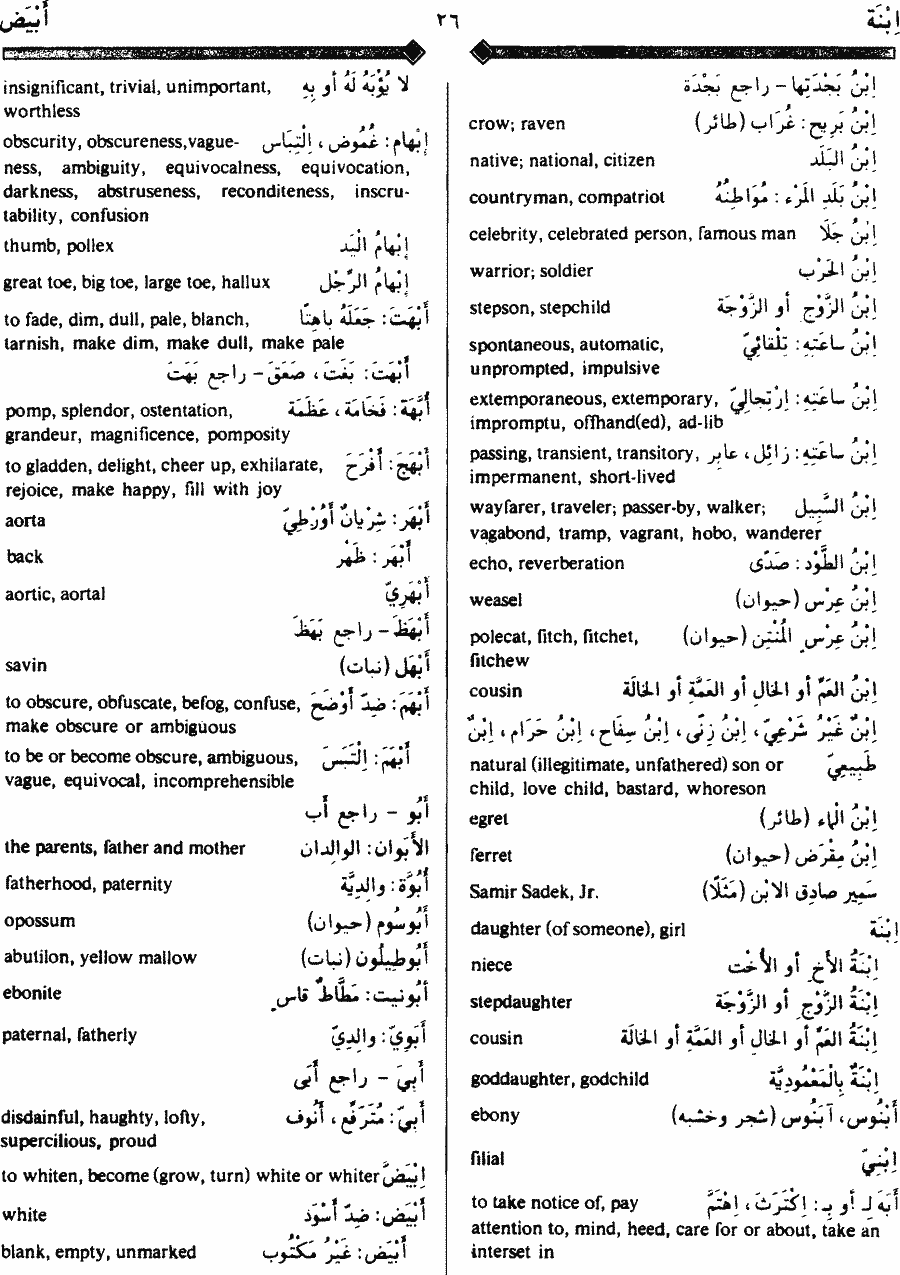 اِبْنَة
٢٦
أَبْيَض
اِبْنُ بَجْدَتِها – راجع بَجْدَة
crow; raven اِبْنُ بَرِيح: غُرَاب (طائر)
native; national, citizen اِبْنُ البَلَد
countryman, compatriot اِبْنُ بَلَدِ المَرْء: مُوَاطِنُهُ
celebrity, celebrated person, famous man اِبْنُ جَلَا
warrior; soldier اِبْنُ الحَرْب
stepson, stepchild اِبْنُ الزَّوْجِ أو الزَّوْجَة
spontaneous, automatic, اِبْنُ ساعَتِهِ: تِلْقائِيّ
unprompted, impulsive
extemporaneous, extemporary, اِبْنُ ساعَتِهِ: اِرْتِجالِيّ
impromptu, offhand(ed), ad-lib
passing, transient, transitory, اِبْنُ ساعَتِهِ: زائِل، عابِر
impermanent, short-lived
wayfarer, traveler; passer-by, walker; اِبْنُ السَّبِيل
vagabond, tramp, vagrant, hobo, wanderer
echo, reverberation اِبْنُ الطَّوْد: صَدًى
weasel اِبْنُ عِرْس (حيوان)
polecat, fitch, fitchet, اِبْنُ عِرْسٍ المُنْتِن (حيوان)
fitchew
cousin اِبْنُ العَمِّ أو الخالِ أو العَمَّةِ أو الخالَة
اِبْنٌ غَيْرُ شَرْعِيّ، اِبْنُ زِنًى، اِبْنُ سِفَاح، اِبْنُ حَرَام، اِبْنٌ
natural (illegitimate, unfathered) son or طَبِيعِيّ
child, love child, bastard, whoreson
egret اِبْنُ الماء (طائر)
ferret اِبْنُ مِقْرَض (حيوان)
Samir Sadek, Jr. سَمِير صادِق الاِبْن (مَثَلًا)
daughter (of someone), girl اِبْنَة
niece اِبْنَةُ الأَخِ أو الأُخْت
stepdaughter اِبْنَةُ الزَّوْجِ أو الزَّوْجَة
cousin اِبْنَةُ العَمِّ أو الخالِ أو العَمَّةِ أو الخالَة
goddaughter, godchild اِبْنَةٌ بِالمَعْمُودِيَّة
ebony أَبْنُوس، آبَنُوس (شجر وخشبه)
filial اِبْنِيّ
to take notice of, pay أَبَهَ لِـ أو بِـ: اِكْتَرَثَ، اِهْتَمَّ
attention to, mind, heed, care for or about, take an
interset in
insignificant, trivial, unimportant, لا يُؤْبَهُ لَهُ أو بِهِ
worthless
obscurity, obscureness,vague- اِبْهام: غُمُوض، اِلْتِبَاس
ness, ambiguity, equivocalness, equivocation,
darkness, abstruseness, reconditeness, inscru-
tability, confusion
thumb, pollex اِبْهامُ اليَد
great toe, big toe, large toe, hallux اِبْهامُ الرِّجْل
to fade, dim, dull, pale, blanch, أَبْهَتَ: جَعَلَهُ باهِتًا
tarnish, make dim, make dull, make pale
أَبْهَتَ: بَغَتَ، صَعَقَ – راجع بَهَتَ
pomp, splendor, ostentation, أُبَّهَة: فَخَامَة، عَظَمَة
grandeur, magnificence, pomposity
to gladden, delight, cheer up, exhilarate, أَبْهَجَ: أَفْرَحَ
rejoice, make happy, fill with joy
aorta أَبْهَر: شِرْيانٌ أُوْرْطِيّ
back أَبْهَر: ظَهْر
aortic, aortal أَبْهَرِيّ
أَبْهَظَ – راجع بَهَظَ
savin أَبْهَل (نبات)
to obscure, obfuscate, befog, confuse, أَبْهَمَ: ضِدّ أَوْضَحَ
make obscure or ambiguous
to be or become obscure, ambiguous, أَبْهَمَ: اِلْتَبَسَ
vague, equivocal, incomprehensible
أَبُو – راجع أَب
the parents, father and mother الأَبَوان: الوالِدان
fatherhood, paternity أُبُوَّة: والِدِيَّة
opossum أَبُوسُوم (حيوان)
abutilon, yellow mallow أَبُوطِيلُون (نبات)
ebonite أَبُونِيت: مَطَّاطٌ قاسٍ
paternal, fatherly أَبَوِيّ: والِدِيّ
أَبِيَ – راجع أَبَى
disdainful, haughty, lofty, أَبِيّ: مُتَرَفِّع، أَنُوف
supercilious, proud
to whiten, become (grow, turn) white or whiter اِبْيَضَّ
white أَبْيَض: ضِدّ أَسْوَد
blank, empty, unmarked أَبْيَض: غَيْرُ مَكْتُوب